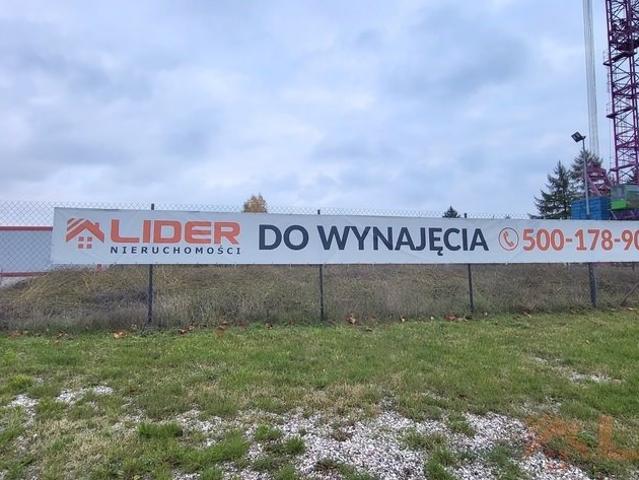 LIDER
NIERUCHOMOŚCI
DO WYNAJĘCIA
500-178-90